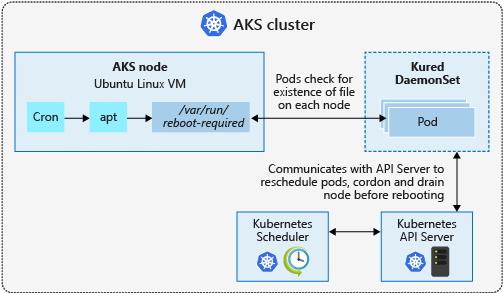 AKS cluster
AKS node
Ubuntu Linux VM
Cron
apt
/var/run/
reboot-required
Pods check for
existence of file
on each node
Kured
DaemonSet
Pod
Communicates with API Server to
reschedule pods, cordon and drain
node before rebooting
Kubernetes
Scheduler
Kubernetes
API Server